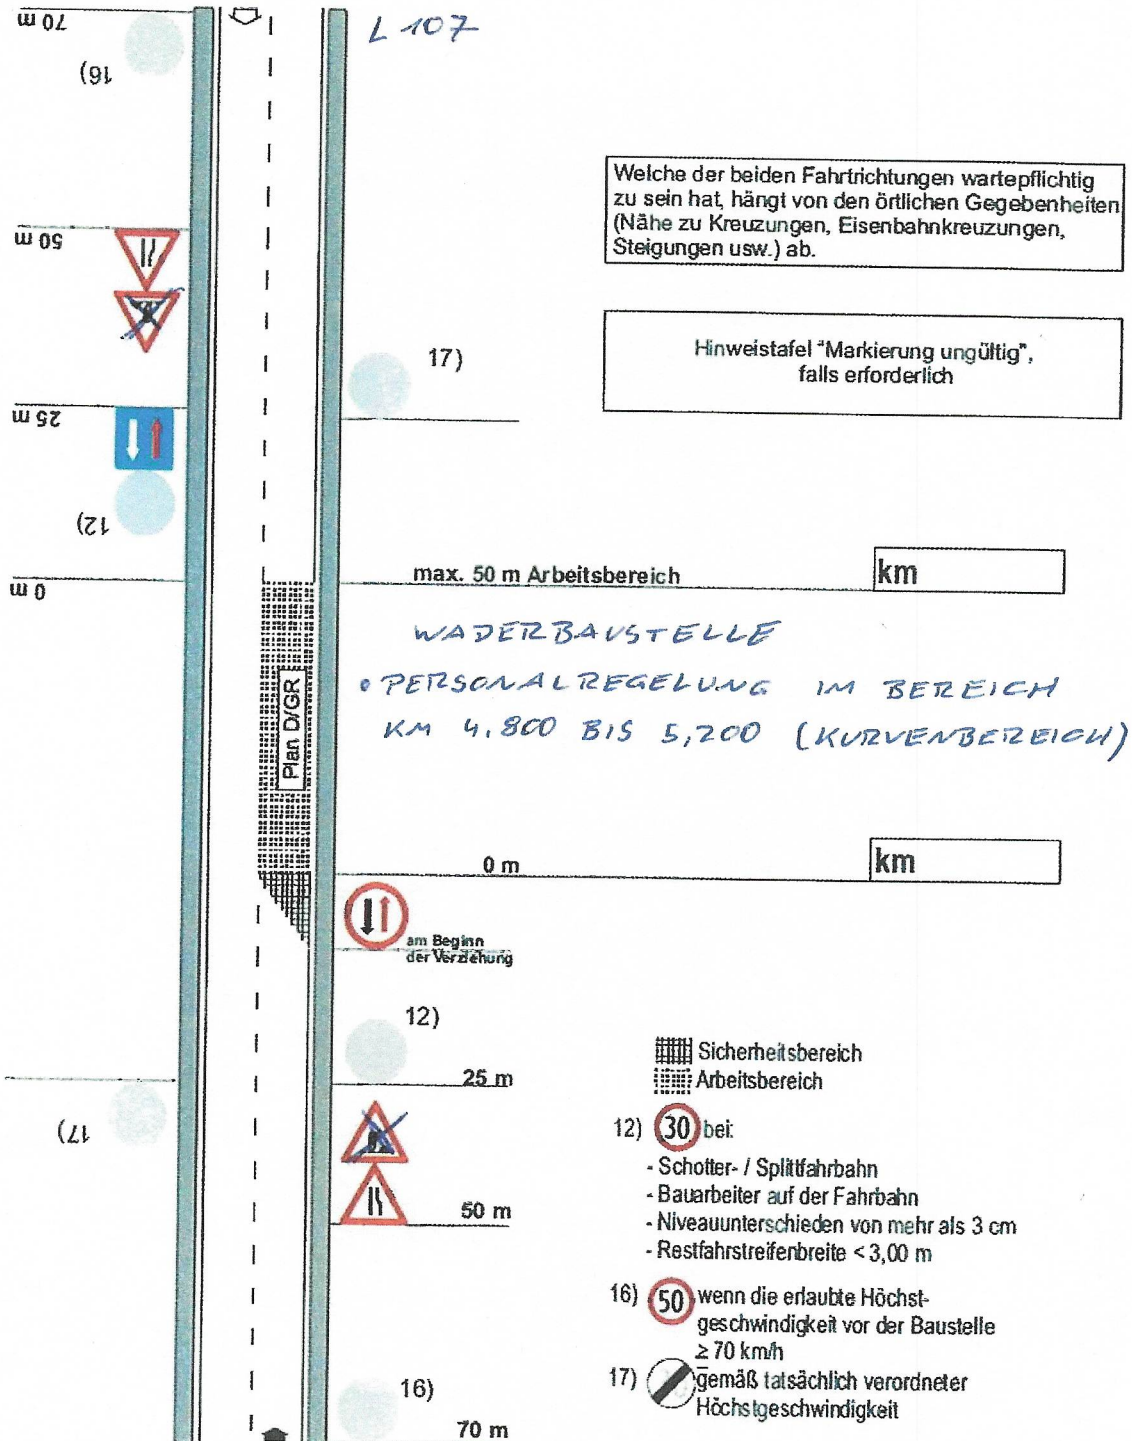 70 m
L 107
16)
Welche der beiden Fahrtrichtungen wartepflichtig
zu sein hat, hängt von den örtlichen Gegebenheiten
(Nähe zu Kreuzungen, Eisenbahnkreuzungen,
Steigungen usw.) ab.
50 m
Hinweistafel "Markierung ungültig",
falls erforderlich
17)
25 m
12)
0 m
max. 50 m Arbeitsbereich
km
WADERBAUSTELLE
• PERSONALREGELUNG IM BEREICH
KM 4.800 BIS 5,200 (KURVENBEREICH)
Plan D/GR
0 m
km
am Beginn
der Verziehung
12)
25 m
17)
50 m
Sicherheitsbereich
Arbeitsbereich
12) 30 bei:
- Schotter- / Splittfahrbahn
- Bauarbeiter auf der Fahrbahn
- Niveauunterschieden von mehr als 3 cm
- Restfahrstreifenbreite < 3,00 m
16) 50 wenn die erlaubte Höchst-
geschwindigkeit vor der Baustelle
≥ 70 km/h
17) gemäß tatsächlich verordneter
Höchstgeschwindigkeit
16)
70 m